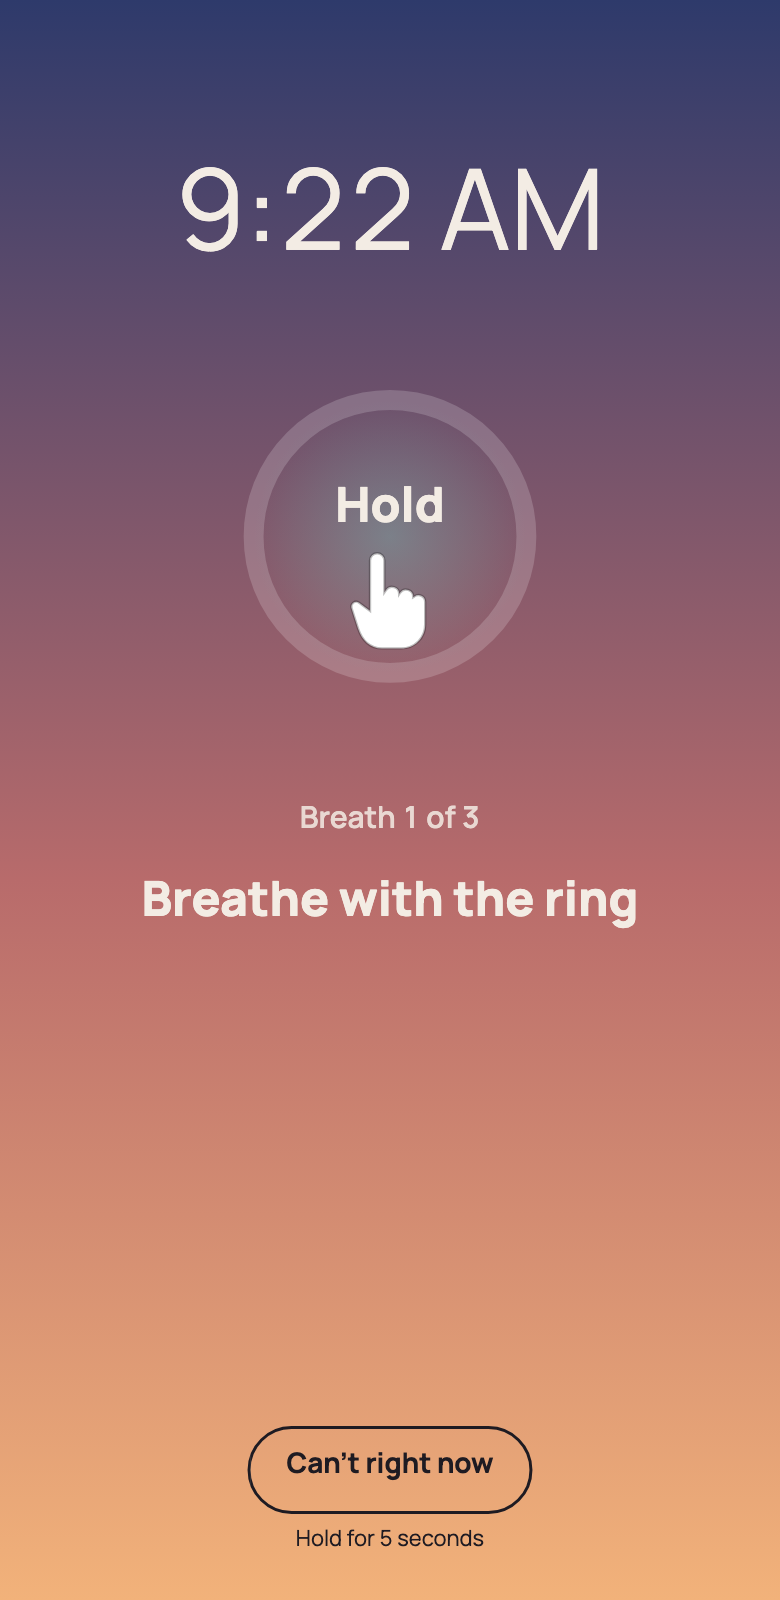 9:22 AM
Hold
Breath 1 of 3
Breathe with the ring
Can’t right now
Hold for 5 seconds